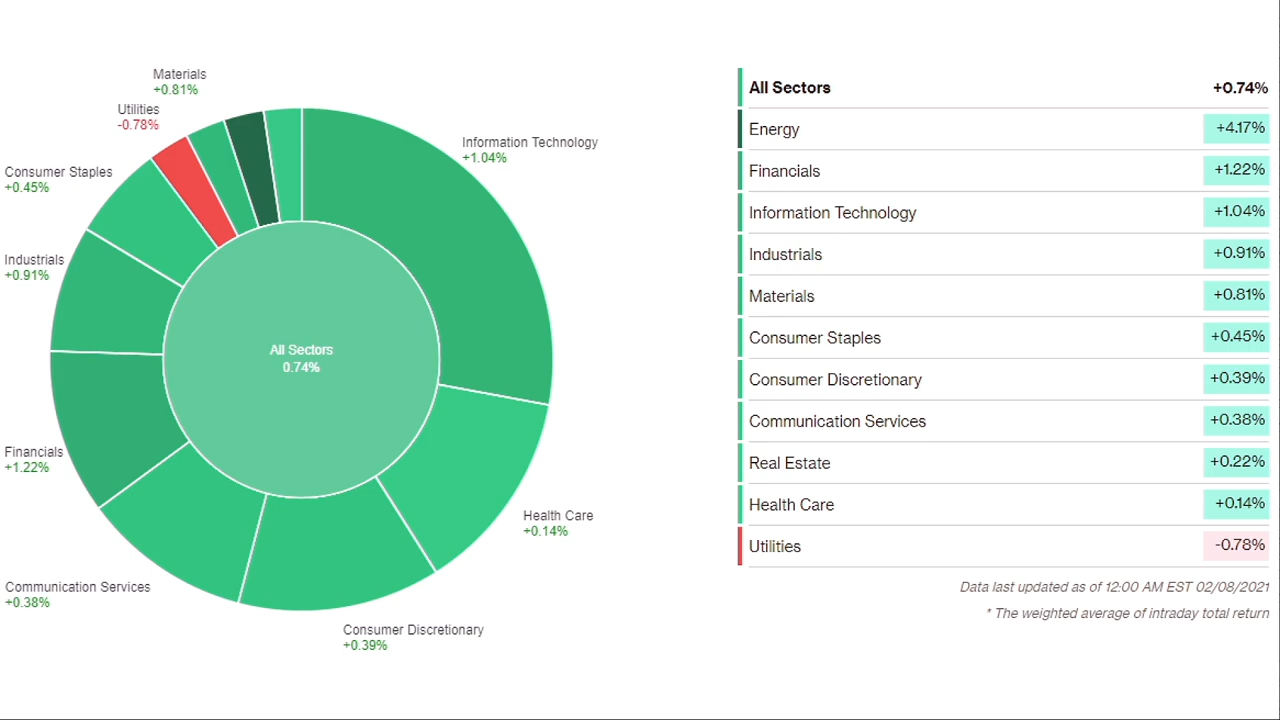 Materials
+0.81%
Utilities
-0.78%
Information Technology
+1.04%
Consumer Staples
+0.45%
Industrials
+0.91%
All Sectors
0.74%
Financials
+1.22%
Health Care
+0.14%
Communication Services
+0.38%
Consumer Discretionary
+0.39%
All Sectors +0.74%
Energy +4.17%
Financials +1.22%
Information Technology +1.04%
Industrials +0.91%
Materials +0.81%
Consumer Staples +0.45%
Consumer Discretionary +0.39%
Communication Services +0.38%
Real Estate +0.22%
Health Care +0.14%
Utilities -0.78%
Data last updated as of 12:00 AM EST 02/08/2021
* The weighted average of intraday total return